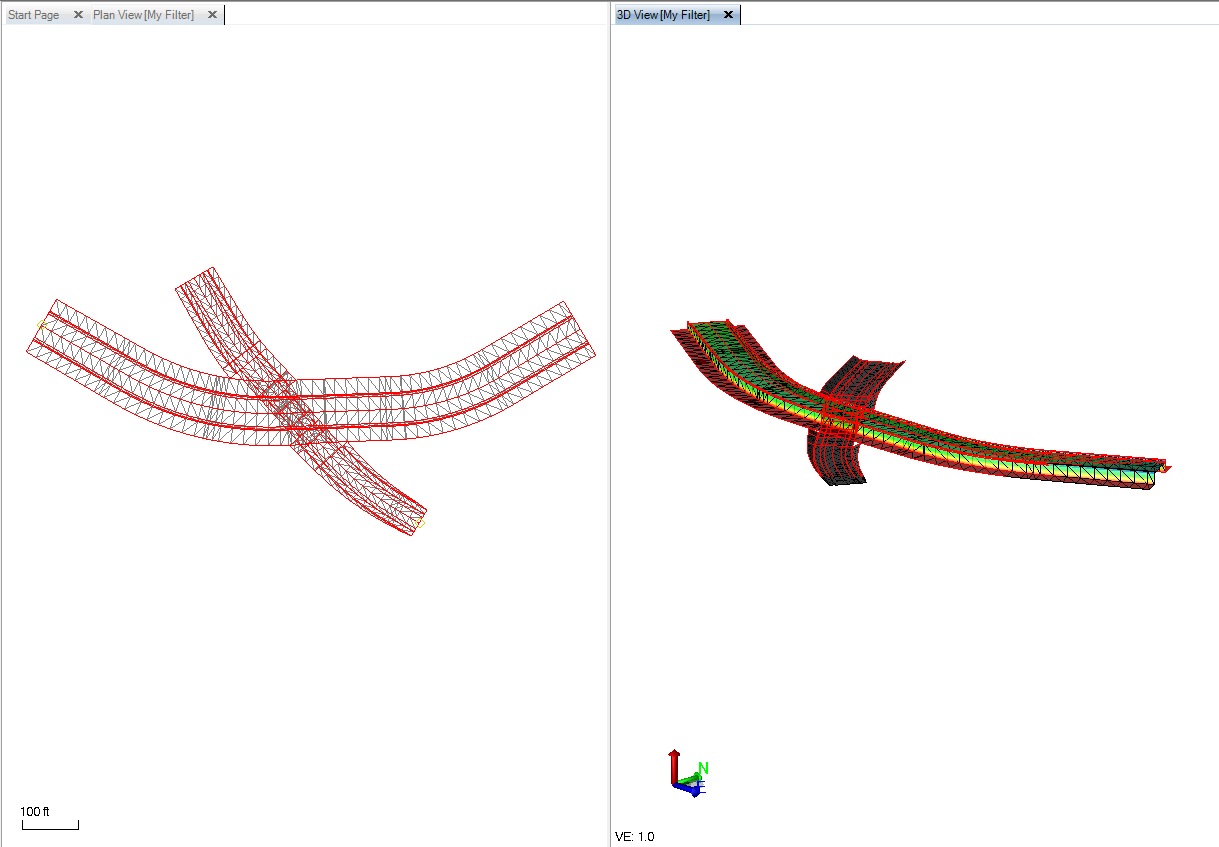 Start Page
Plan View [My Filter]
3D View [My Filter]
N
E
100 ft
VE: 1.0